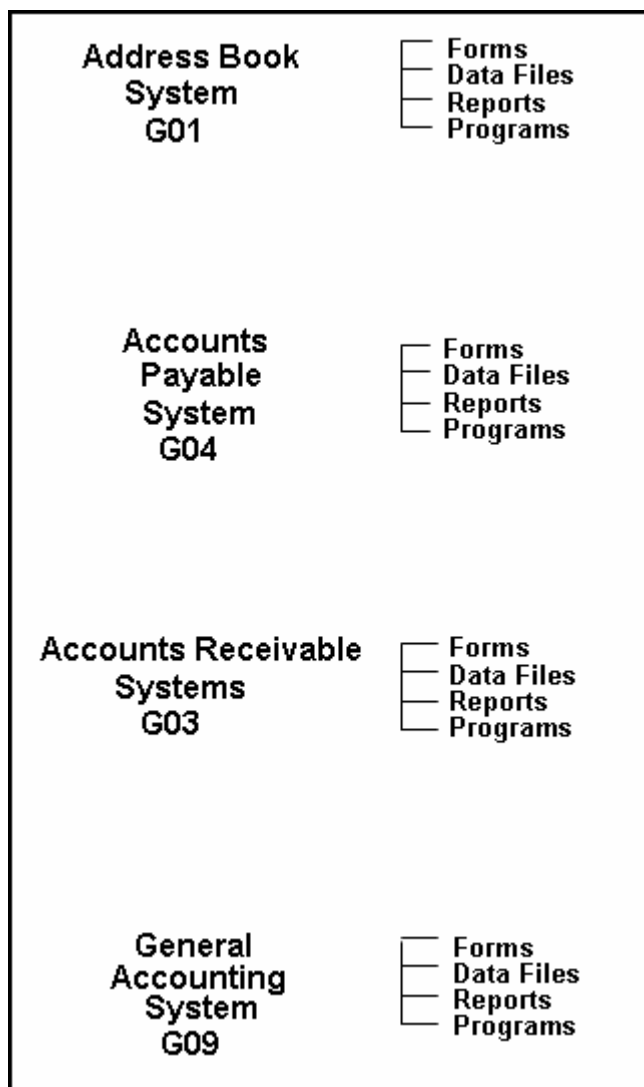 Address Book
System
G01
Forms
Data Files
Reports
Programs
Accounts
Payable
System
G04
Forms
Data Files
Reports
Programs
Accounts Receivable
Systems
G03
Forms
Data Files
Reports
Programs
General
Accounting
System
G09
Forms
Data Files
Reports
Programs